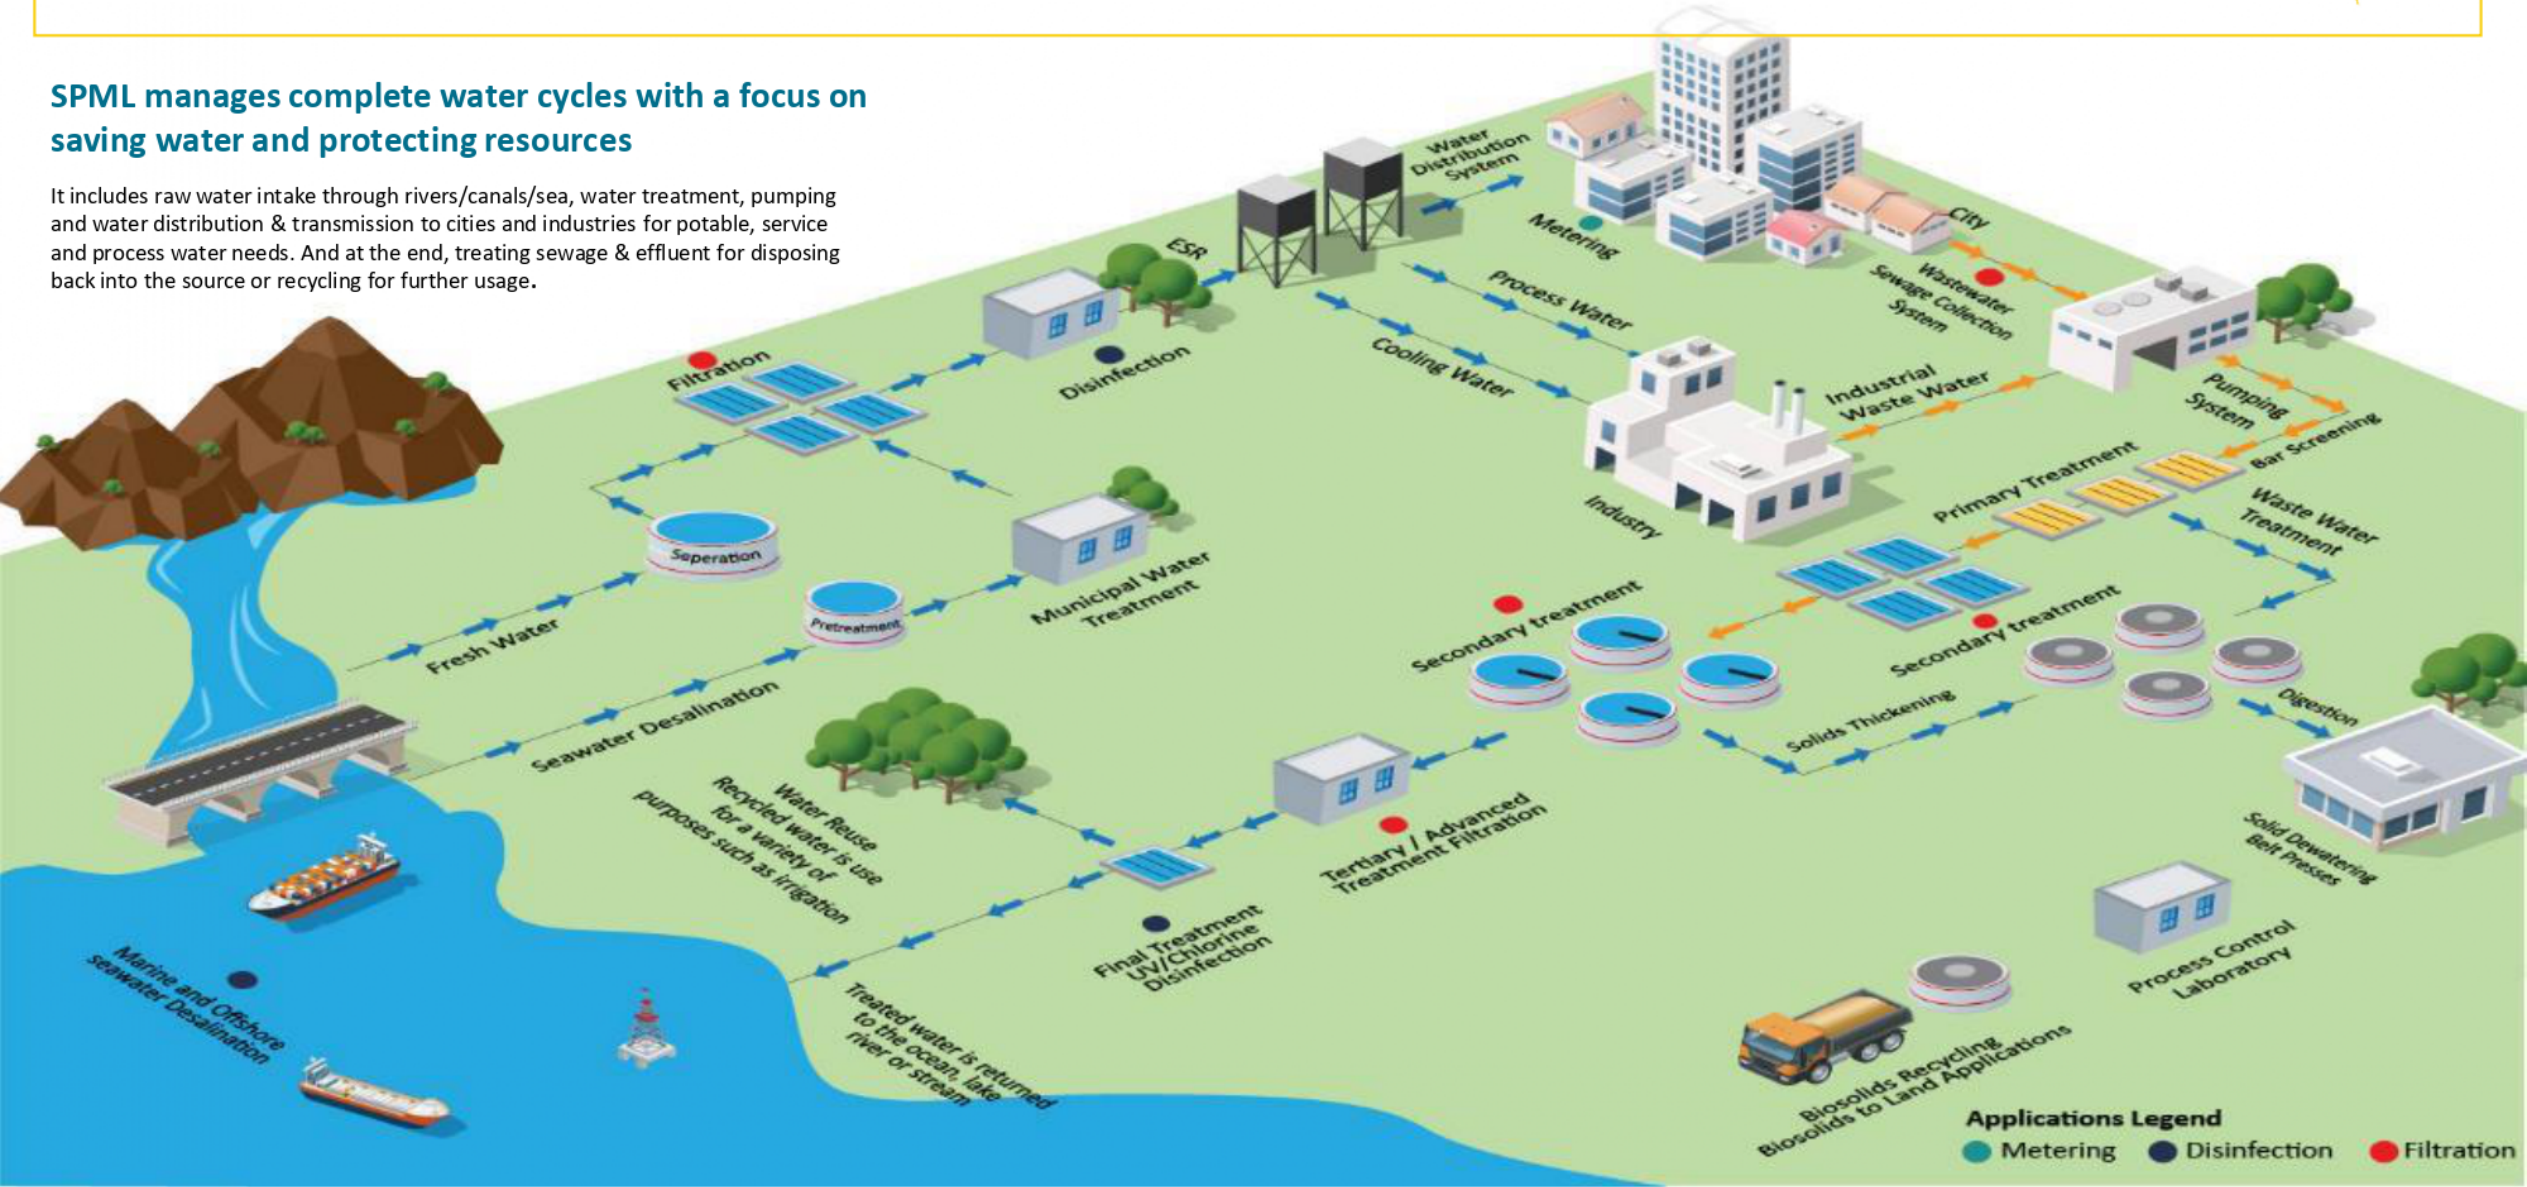 SPML manages complete water cycles with a focus on
saving water and protecting resources
It includes raw water intake through rivers/canals/sea, water treatment, pumping
and water distribution & transmission to cities and industries for potable, service
and process water needs. And at the end, treating sewage & effluent for disposing
back into the source or recycling for further usage.
Water
Distribution
System
Metering
City
ESR
Process Water
Wastewater
Sewage Collection
System
Filtration
Disinfection
Cooling Water
Industrial
Waste Water
Pumping
System
Bar Screening
Primary Treatment
Industry
Waste Water
Treatment
Seperation
Pretreatment
Municipal Water
Treatment
Fresh Water
Secondary treatment
Secondary treatment
Seawater Desalination
Solids Thickening
Digestion
Water Reuse
Recycled water is use
for a variety of
purposes such as irrigation
Tertiary / Advanced
Treatment Filtration
Solid Dewatering
Belt Presses
Final Treatment
UV/Chlorine
Disinfection
Process Control
Laboratory
Marine and Offshore
seawater Desalination
Treated water is returned
to the ocean, lake
river or stream
Biosolids Recycling
Biosolids to Land Applications
Applications Legend
Metering
Disinfection
Filtration